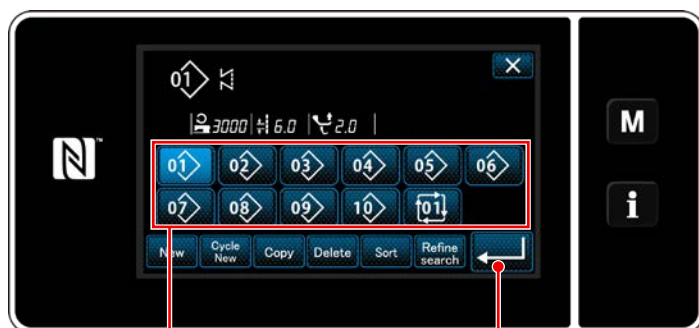 01
3000 6.0 2.0
M
N™
01 02 03 04 05 06
i
07 08 09 10 01
New Cycle New Copy Delete Sort Refine search